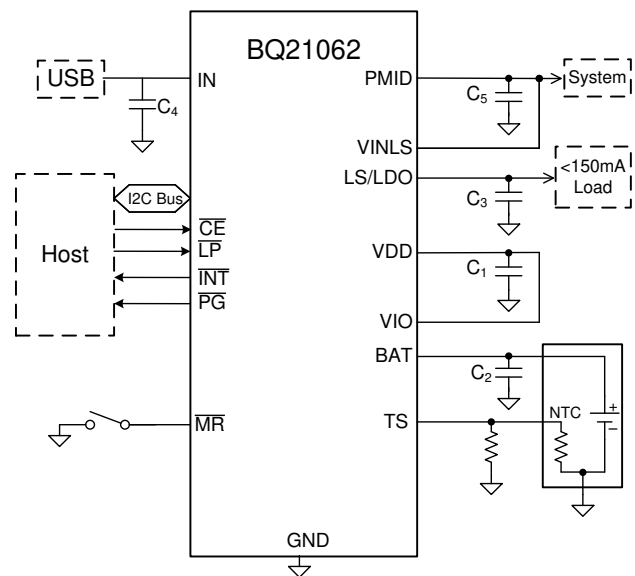 BQ21062
USB
IN
PMID
System
C4
C5
VINLS
LS/LDO
<150mA
Load
I2C Bus
C3
CE
Host
LP
VDD
INT
C1
PG
VIO
BAT
C2
TS
NTC
+
−
MR
GND